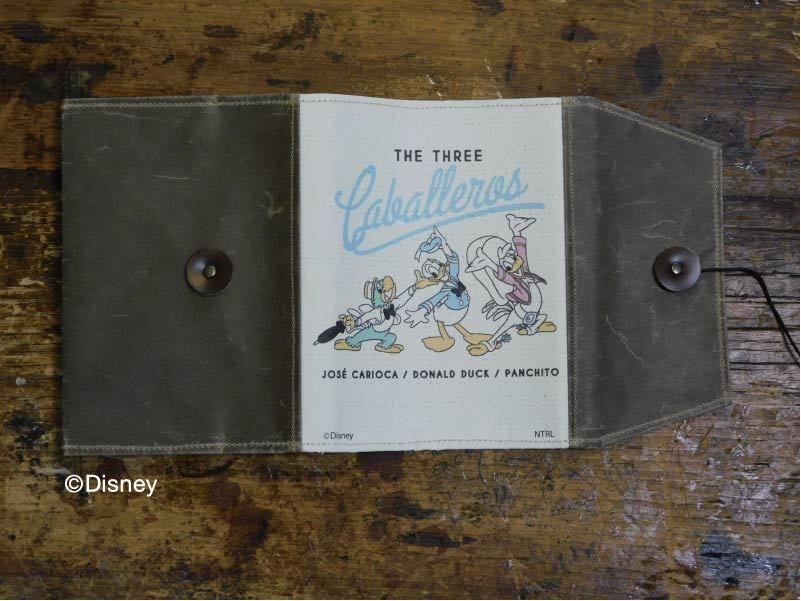 THE THREE
Caballeros
JOSÉ CARIOCA / DONALD DUCK / PANCHITO
©Disney
NTRL
©Disney